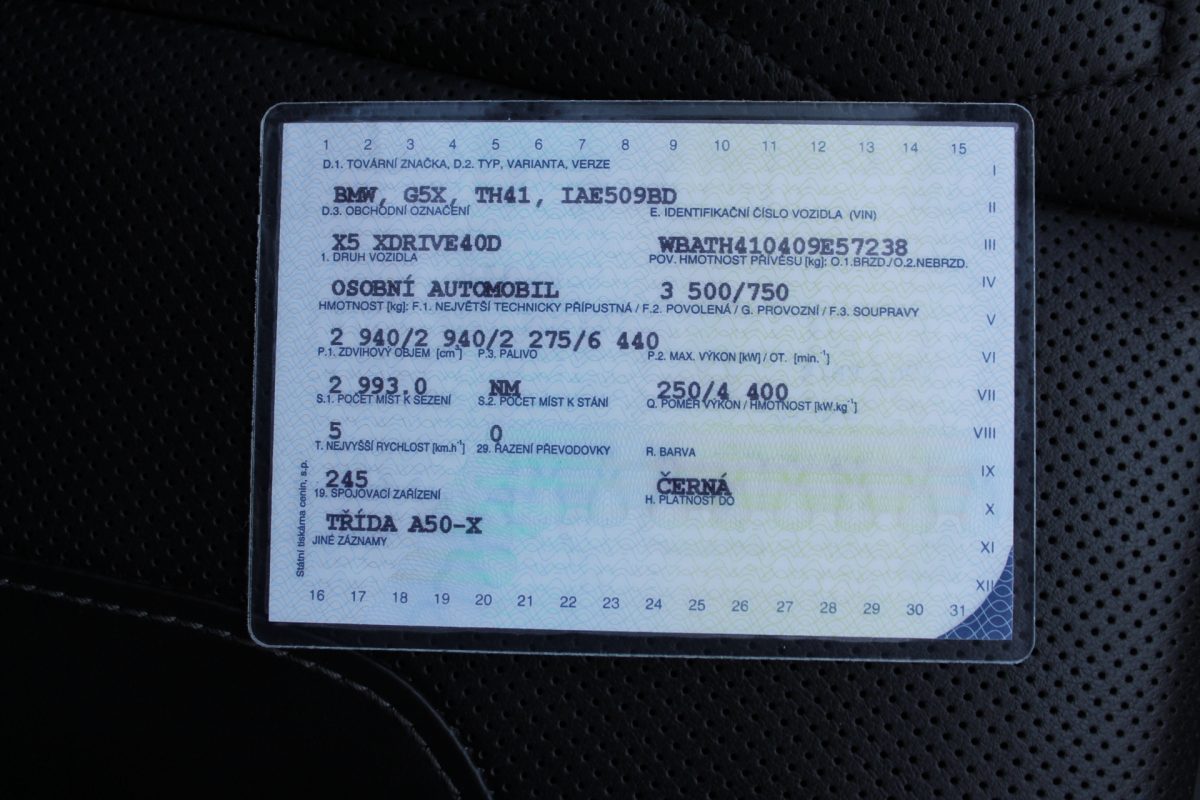 1 2 3 4 5 6 7 8 9 10 11 12 13 14 15
D.1. TOVÁRNÍ ZNAČKA, D.2. TYP, VARIANTA, VERZE
I
BMW, G5X, TH41, IAE509BD
D.3. OBCHODNÍ OZNAČENÍ E. IDENTIFIKAČNÍ ČÍSLO VOZIDLA (VIN)
II
X5 XDRIVE40D WBATH410409E57238
III
1. DRUH VOZIDLA POV. HMOTNOST PŘÍVĚSU [kg]: O.1.BRZD./O.2.NEBRZD.
IV
OSOBNÍ AUTOMOBIL 3 500/750
HMOTNOST [kg]: F.1. NEJVĚTŠÍ TECHNICKY PŘÍPUSTNÁ / F.2. POVOLENÁ / G. PROVOZNÍ / F.3. SOUPRAVY
V
2 940/2 940/2 275/6 440
P.1. ZDVIHOVÝ OBJEM [cm³] P.3. PALIVO P.2. MAX. VÝKON [kW] / OT. [min.⁻¹]
VI
2 993.0 NM 250/4 400
VII
S.1. POČET MÍST K SEZENÍ S.2. POČET MÍST K STÁNÍ Q. POMĚR VÝKON / HMOTNOST [kW.kg⁻¹]
5 0
VIII
T. NEJVYŠŠÍ RYCHLOST [km.h⁻¹] 29. ŘAZENÍ PŘEVODOVKY R. BARVA
IX
245 ČERNÁ
19. SPOJOVACÍ ZAŘÍZENÍ H. PLATNOST DO
X
TŘÍDA A50-X
JINÉ ZÁZNAMY
XI
XII
Státní tiskárna cenin, s.p.
16 17 18 19 20 21 22 23 24 25 26 27 28 29 30 31